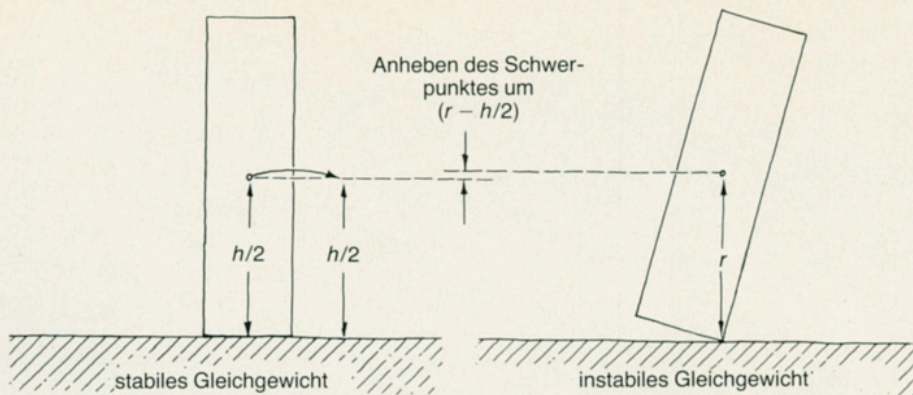 Anheben des Schwer-
punktes um
(r − h/2)
h/2
h/2
r
stabiles Gleichgewicht
instabiles Gleichgewicht